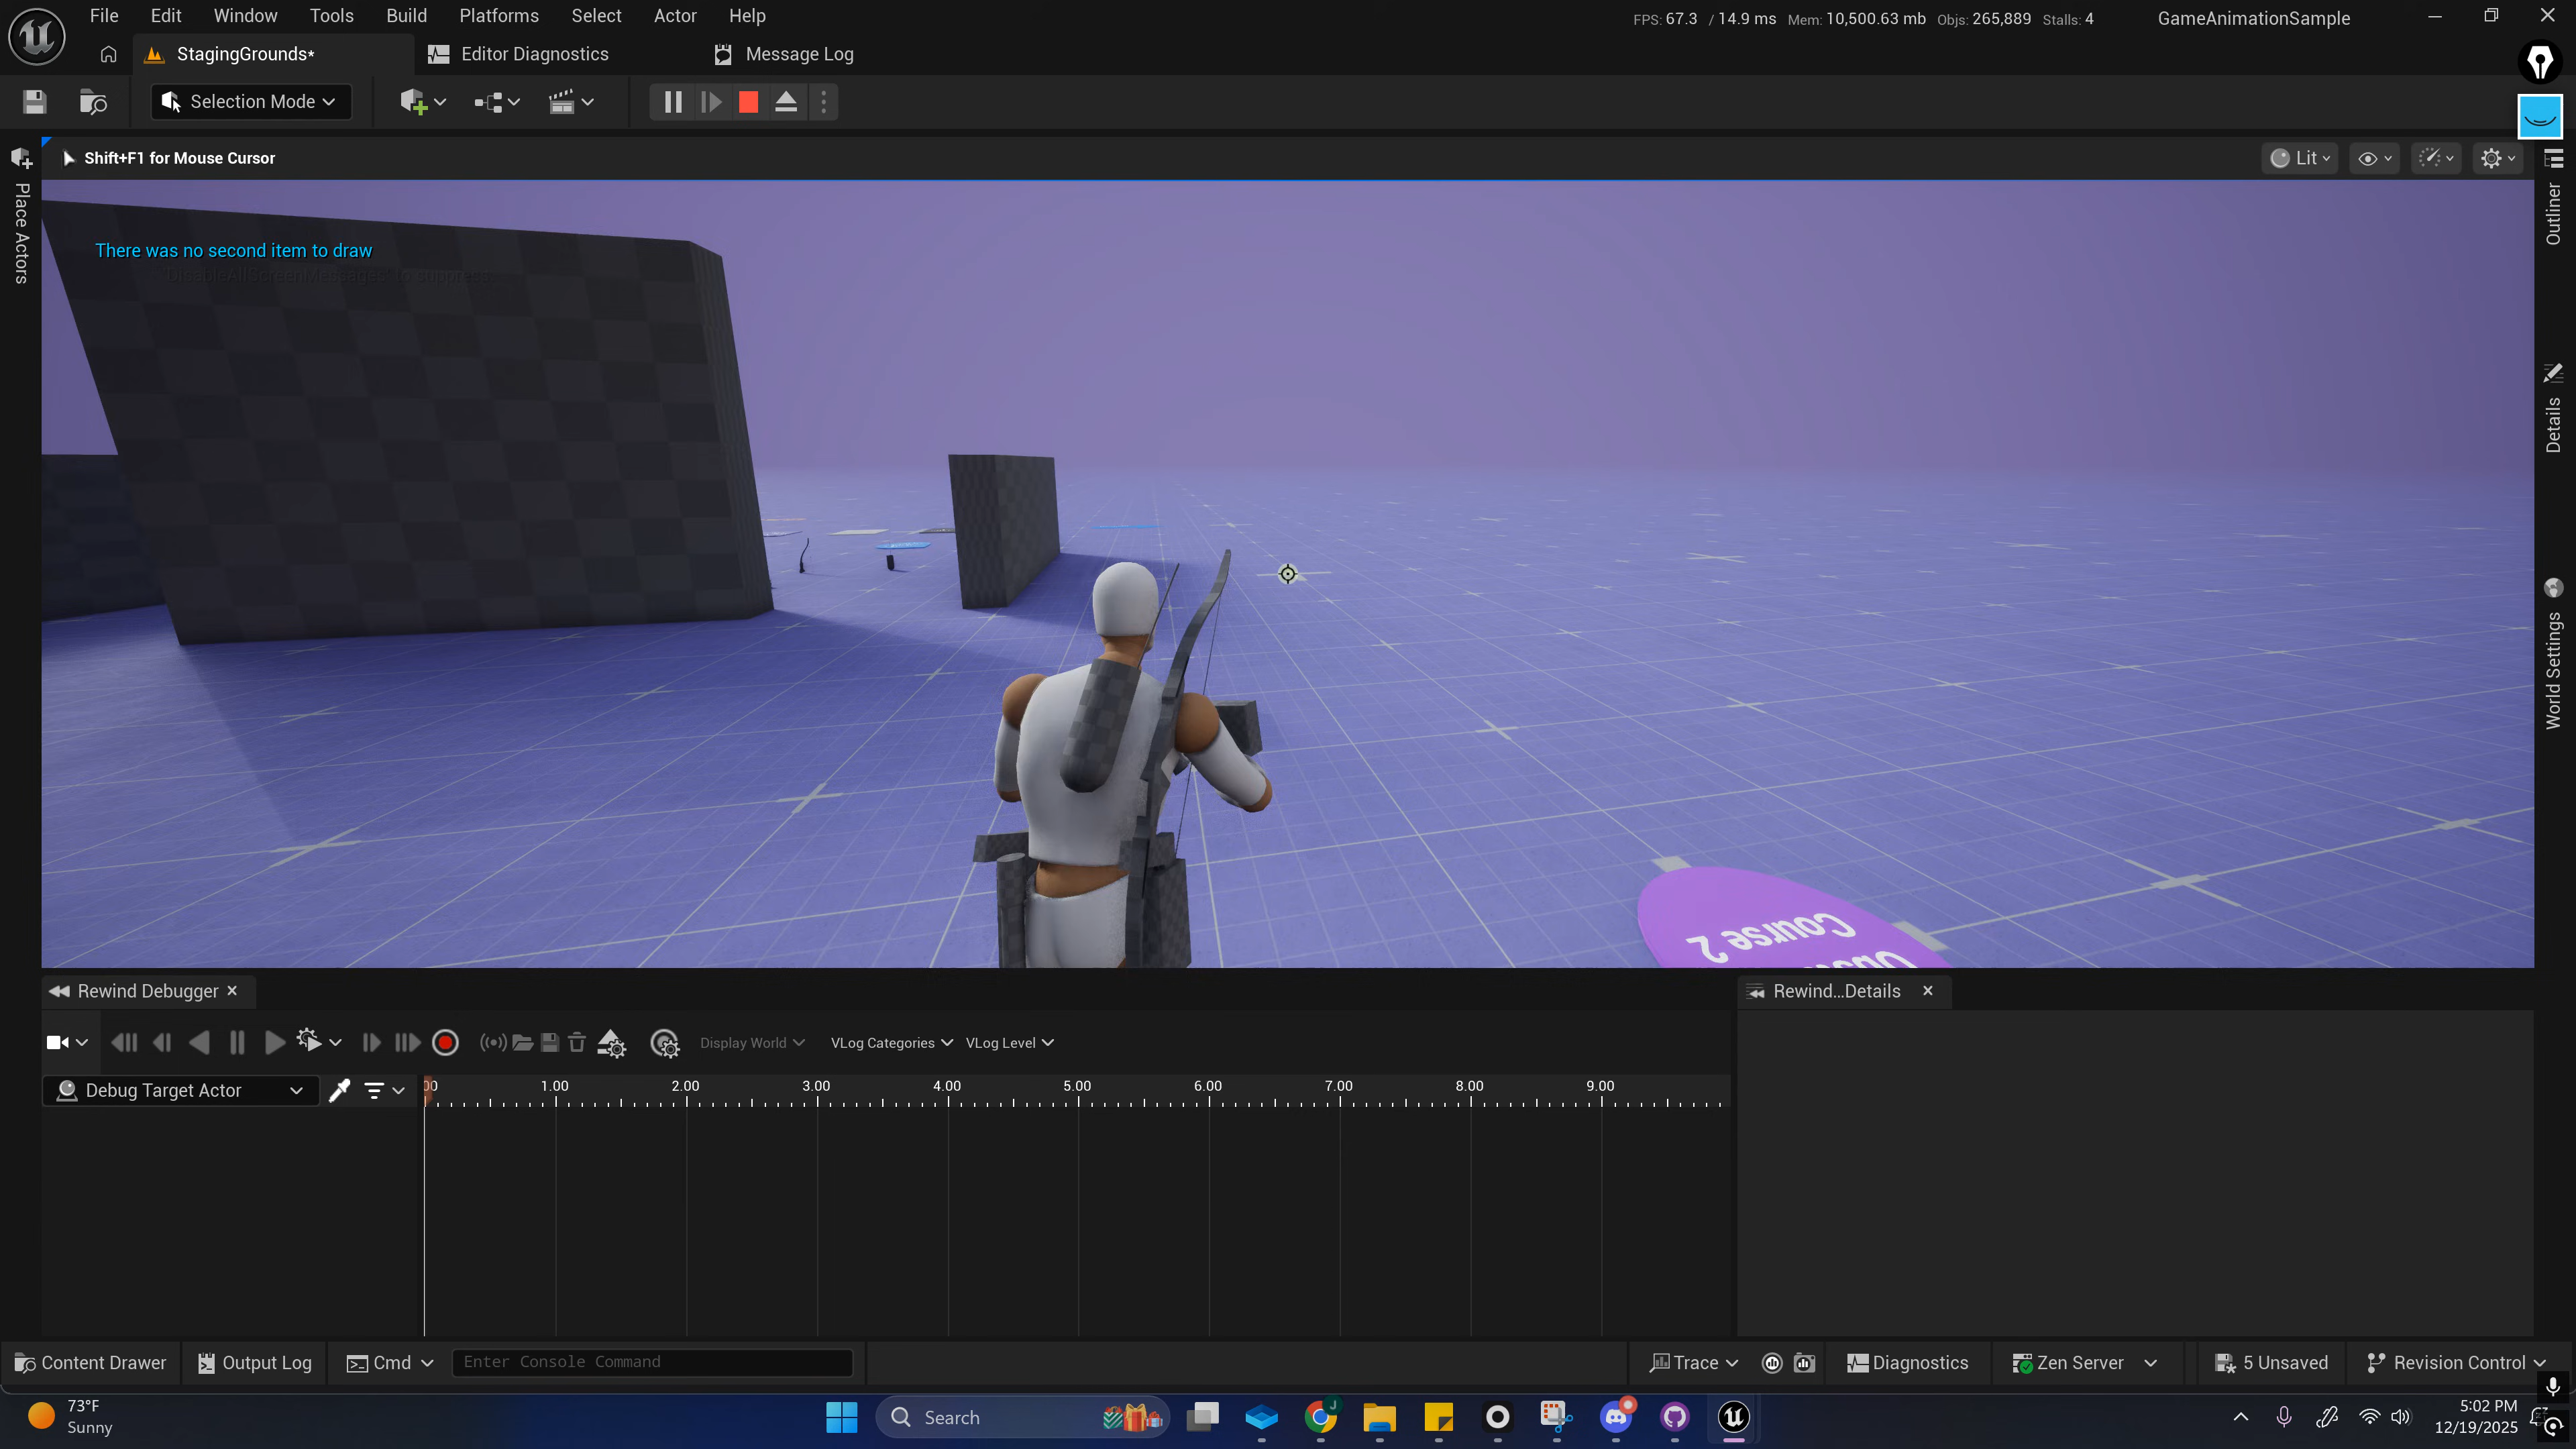 File Edit Window Tools Build Platforms Select Actor Help
FPS: 67.3 / 14.9 ms Mem: 10,500.63 mb Objs: 265,889 Stalls: 4 GameAnimationSample
StagingGrounds* Editor Diagnostics Message Log
Selection Mode
Shift+F1 for Mouse Cursor
Lit
Place Actors
Outliner
Details
World Settings
There was no second item to draw
'DisableAllScreenMessages' to suppress
Course 2
Rewind Debugger
Rewind...Details
Display World VLog Categories VLog Level
Debug Target Actor
00 1.00 2.00 3.00 4.00 5.00 6.00 7.00 8.00 9.00
Content Drawer Output Log Cmd Enter Console Command Trace Diagnostics Zen Server 5 Unsaved Revision Control
73°F
Sunny
Search
J
5:02 PM
12/19/2025